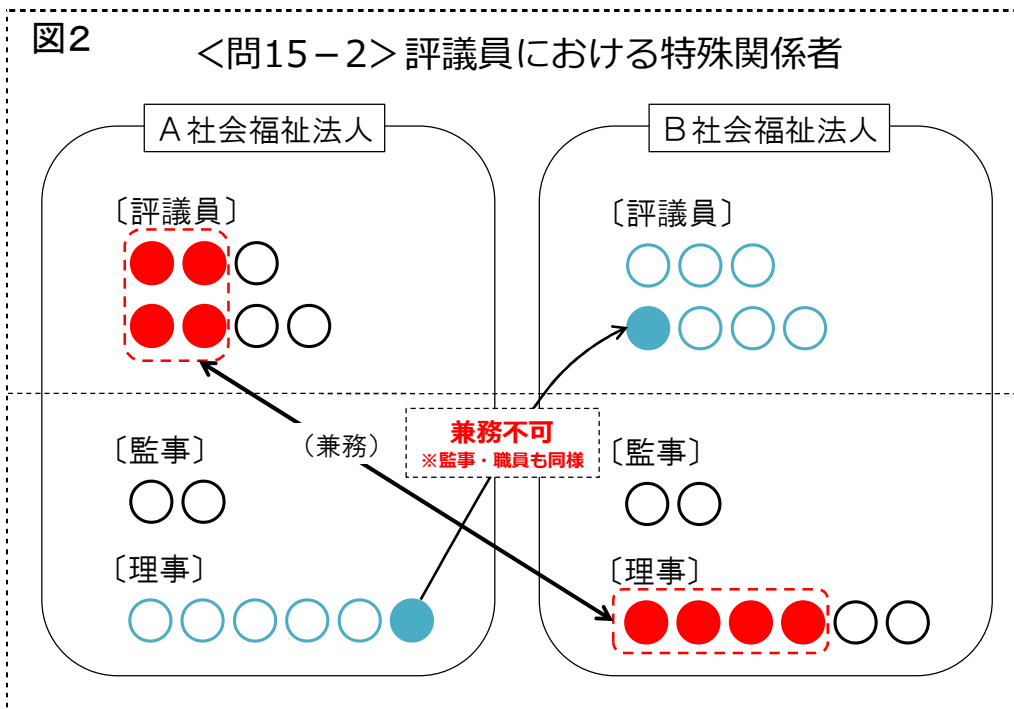 図2
<問15-2>評議員における特殊関係者
A社会福祉法人
B社会福祉法人
〔評議員〕
〔評議員〕
(兼務)
兼務不可
※監事・職員も同様
〔監事〕
〔監事〕
〔理事〕
〔理事〕